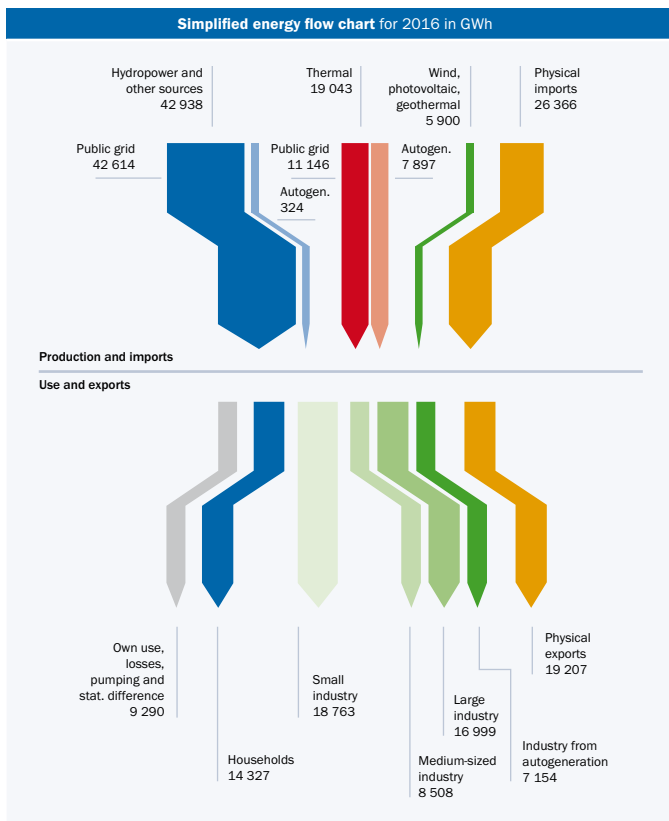 Simplified energy flow chart for 2016 in GWh
Hydropower and
other sources
42 938
Thermal
19 043
Wind,
photovoltaic,
geothermal
5 900
Physical
imports
26 366
Public grid
42 614
Autogen.
324
Public grid
11 146
Autogen.
7 897
Production and imports
Use and exports
Own use,
losses,
pumping and
stat. difference
9 290
Households
14 327
Small
industry
18 763
Medium-sized
industry
8 508
Large
industry
16 999
Industry from
autogeneration
7 154
Physical
exports
19 207